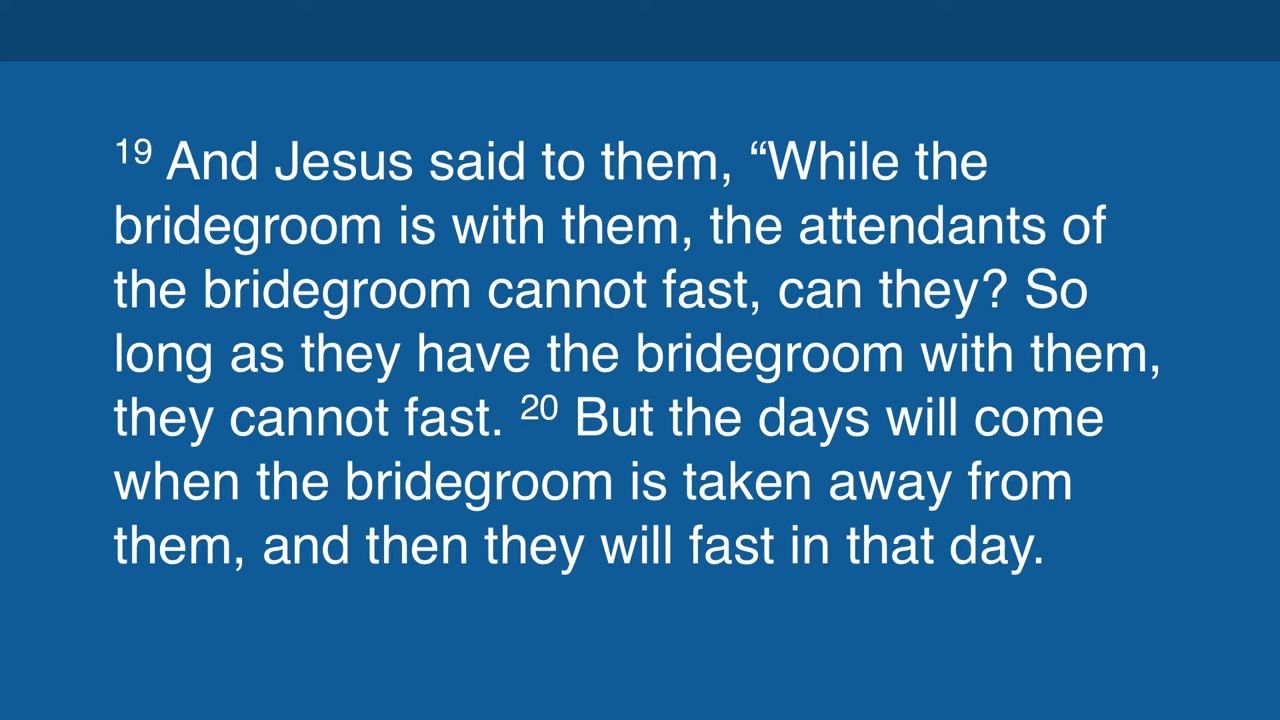 19 And Jesus said to them, “While the
bridegroom is with them, the attendants of
the bridegroom cannot fast, can they? So
long as they have the bridegroom with them,
they cannot fast. 20 But the days will come
when the bridegroom is taken away from
them, and then they will fast in that day.